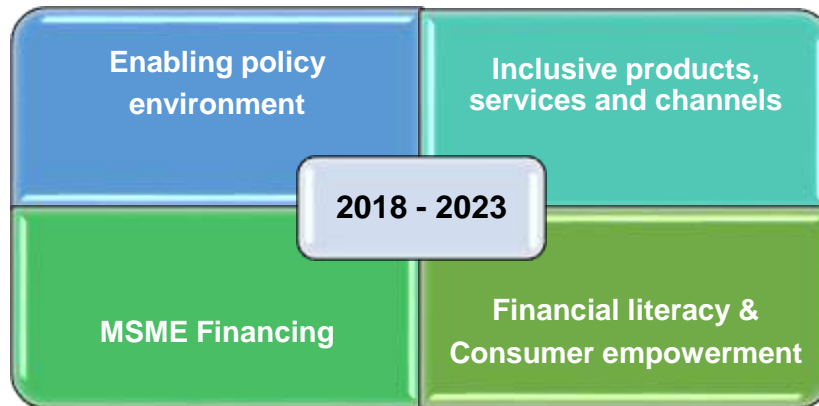 Enabling policy
environment
Inclusive products,
services and channels
2018 - 2023
MSME Financing
Financial literacy &
Consumer empowerment